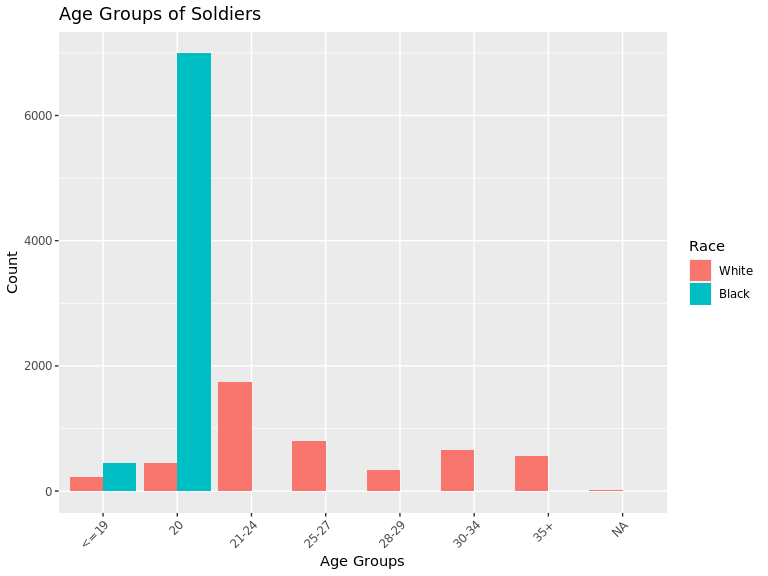 Age Groups of Soldiers
6000
4000
2000
0
Count
<=19
20
21-24
25-27
28-29
30-34
35+
NA
Age Groups
Race
White
Black